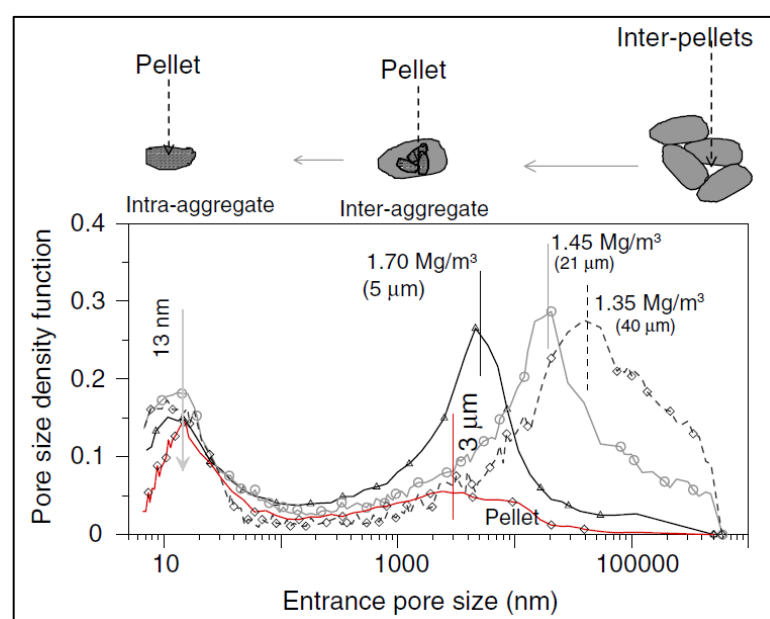 Inter-pellets
Pellet
Pellet
Intra-aggregate
Inter-aggregate
0.4
0.3
0.2
0.1
0
Pore size density function
13 nm
1.70 Mg/m³
(5 μm)
3 μm
1.45 Mg/m³
(21 μm)
1.35 Mg/m³
(40 μm)
Pellet
10
1000
100000
Entrance pore size (nm)